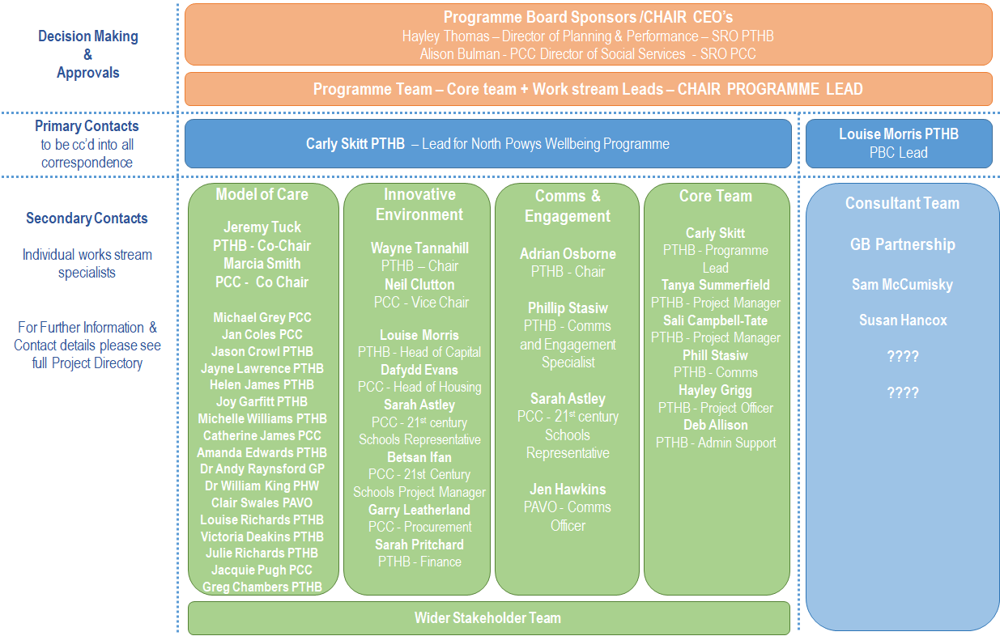 Decision Making
&
Approvals
Programme Board Sponsors /CHAIR CEO's
Hayley Thomas – Director of Planning & Performance – SRO PTHB
Alison Bulman - PCC Director of Social Services - SRO PCC
Programme Team – Core team + Work stream Leads – CHAIR PROGRAMME LEAD
Primary Contacts
to be cc'd into all
correspondence
Carly Skitt PTHB – Lead for North Powys Wellbeing Programme
Louise Morris PTHB
PBC Lead
Secondary Contacts
Individual works stream
specialists
For Further Information &
Contact details please see
full Project Directory
Model of Care
Jeremy Tuck
PTHB - Co-Chair
Marcia Smith
PCC - Co Chair
Michael Grey PCC
Jan Coles PCC
Jason Crowl PTHB
Jayne Lawrence PTHB
Helen James PTHB
Joy Garfitt PTHB
Michelle Williams PTHB
Catherine James PCC
Amanda Edwards PTHB
Dr Andy Raynsford GP
Dr William King PHW
Clair Swales PAVO
Louise Richards PTHB
Victoria Deakins PTHB
Julie Richards PTHB
Jacquie Pugh PCC
Greg Chambers PTHB
Innovative
Environment
Wayne Tannahill
PTHB – Chair
Neil Clutton
PCC - Vice Chair
Louise Morris
PTHB - Head of Capital
Dafydd Evans
PCC - Head of Housing
Sarah Astley
PCC - 21st century
Schools Representative
Betsan Ifan
PCC - 21st Century
Schools Project Manager
Garry Leatherland
PCC - Procurement
Sarah Pritchard
PTHB - Finance
Comms &
Engagement
Adrian Osborne
PTHB - Chair
Phillip Stasiw
PTHB - Comms
and Engagement
Specialist
Sarah Astley
PCC - 21st century
Schools
Representative
Jen Hawkins
PAVO - Comms
Officer
Core Team
Carly Skitt
PTHB - Programme
Lead
Tanya Summerfield
PTHB - Project Manager
Sali Campbell-Tate
PTHB - Project Manager
Phill Stasiw
PTHB - Comms
Hayley Grigg
PTHB - Project Officer
Deb Allison
PTHB - Admin Support
Consultant Team
GB Partnership
Sam McCumisky
Susan Hancox
????
????
Wider Stakeholder Team